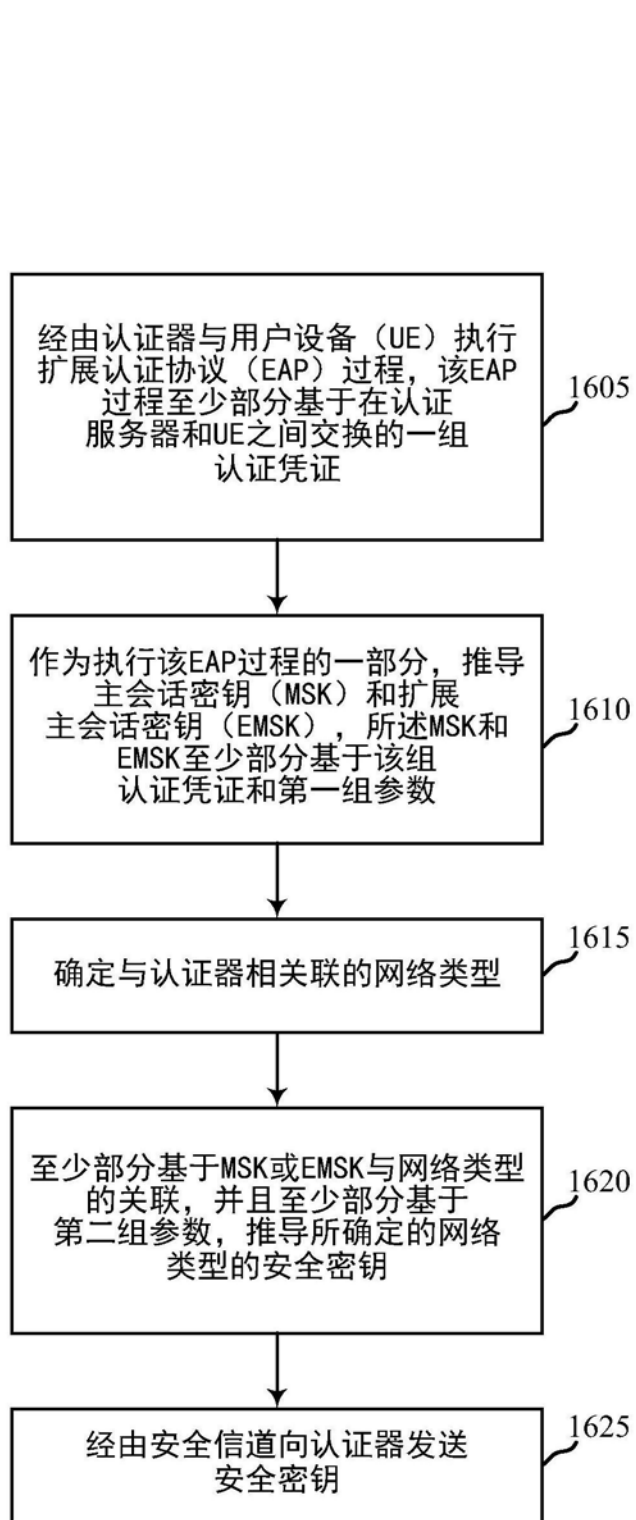 经由认证器与用户设备（UE）执行
扩展认证协议（EAP）过程，该EAP
过程至少部分基于在认证
服务器和UE之间交换的一组
认证凭证
1605
作为执行该EAP过程的一部分，推导
主会话密钥（MSK）和扩展
主会话密钥（EMSK），所述MSK和
EMSK至少部分基于该组
认证凭证和第一组参数
1610
确定与认证器相关联的网络类型
1615
至少部分基于MSK或EMSK与网络类型
的关联，并且至少部分基于
第二组参数，推导所确定的网络
类型的安全密钥
1620
经由安全信道向认证器发送
安全密钥
1625